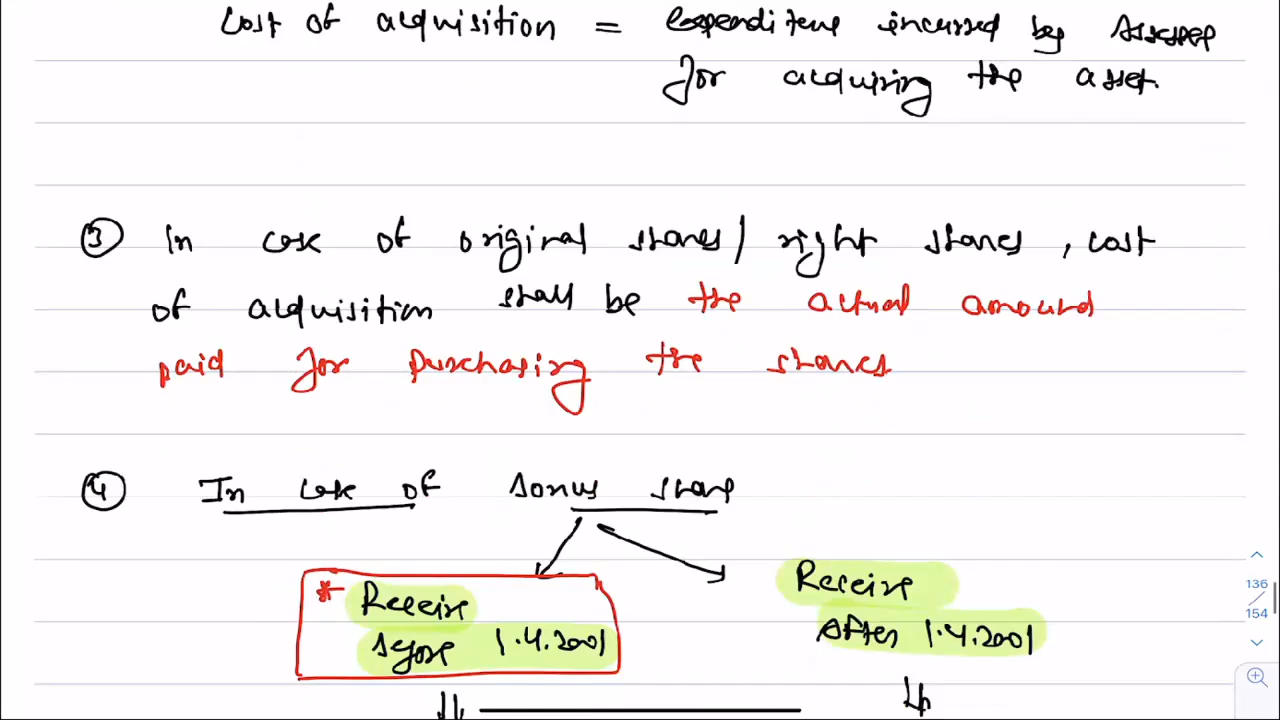 Cost of acquisition = Expenditure incurred by Assessee
for acquiring the asset.
③ In case of original shares / right shares, cost
of acquisition shall be the actual amount
paid for purchasing the shares
④ In case of Bonus share
* Receive
Before 1.4.2001
Receive
After 1.4.2001
136
/
154